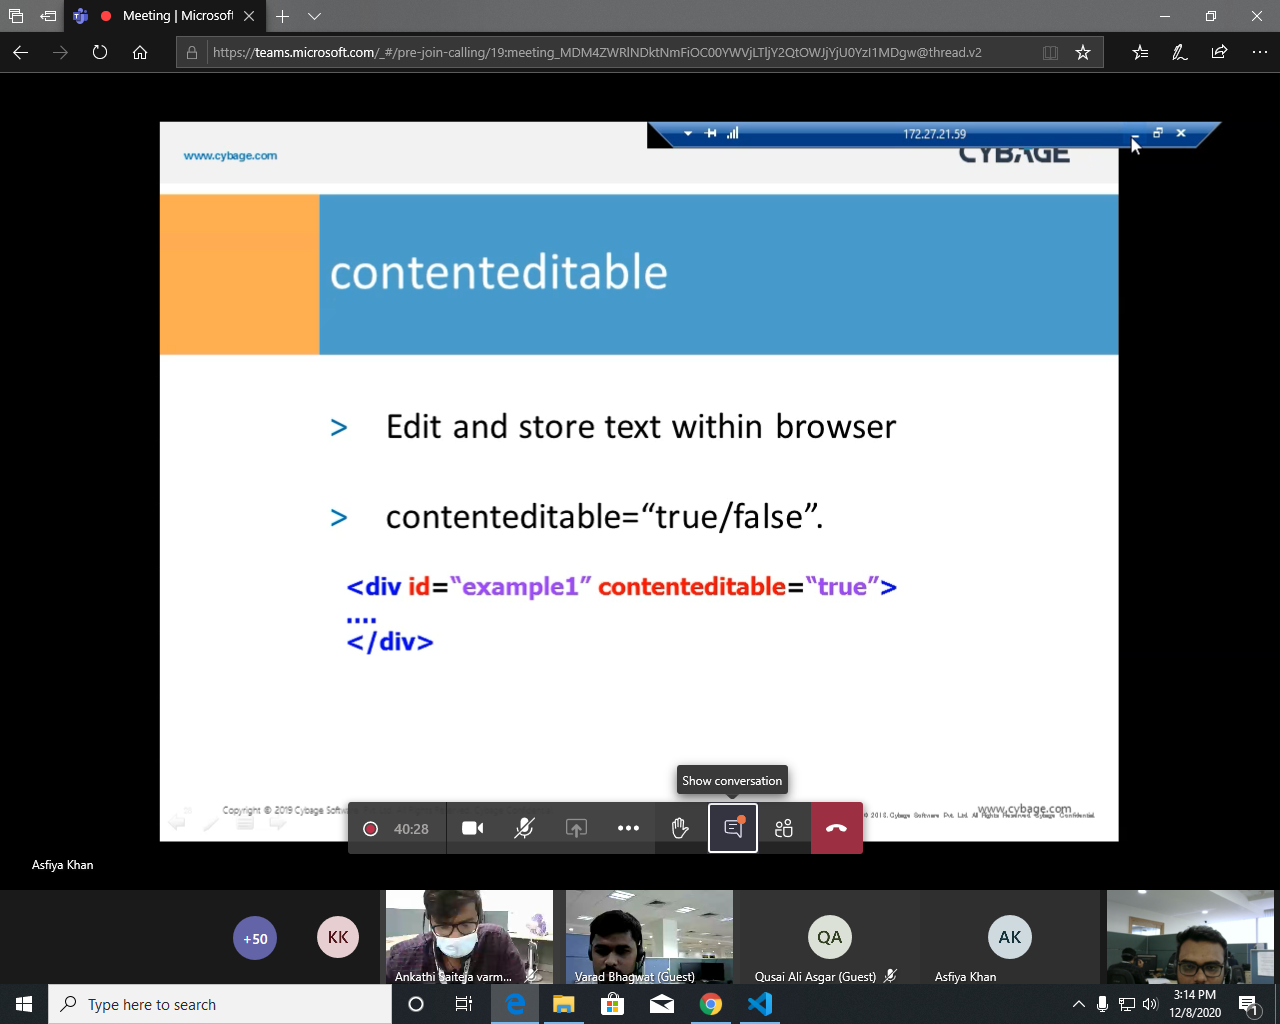 Meeting | Microsoft
https://teams.microsoft.com/_#/pre-join-calling/19:meeting_MDM4ZWRlNDktNmFiOC00YWVjLTljY2QtOWJjYjU0YzI1MDgw@thread.v2
172.27.21.59
www.cybage.com
CYBAGE
contenteditable
> Edit and store text within browser
> contenteditable=“true/false”.
<div id=“example1” contenteditable=“true”>
....
</div>
Show conversation
Copyright © 2019 Cybage Softw
www.cybage.com
Cybage Software Pvt. Ltd. All Rights Reserved. Cybage Confidential
40:28
Asfiya Khan
+50
KK
Ankathi Saiteja varm...
Varad Bhagwat (Guest)
QA
Qusai Ali Asgar (Guest)
AK
Asfiya Khan
Type here to search
3:14 PM
12/8/2020
1